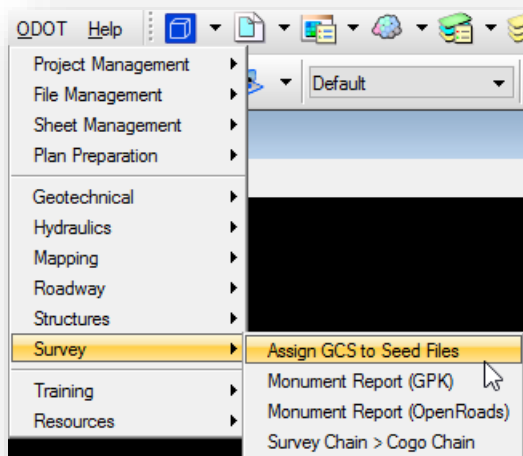 ODOT Help
Default
Project Management
File Management
Sheet Management
Plan Preparation
Geotechnical
Hydraulics
Mapping
Roadway
Structures
Survey
Training
Resources
Assign GCS to Seed Files
Monument Report (GPK)
Monument Report (OpenRoads)
Survey Chain > Cogo Chain